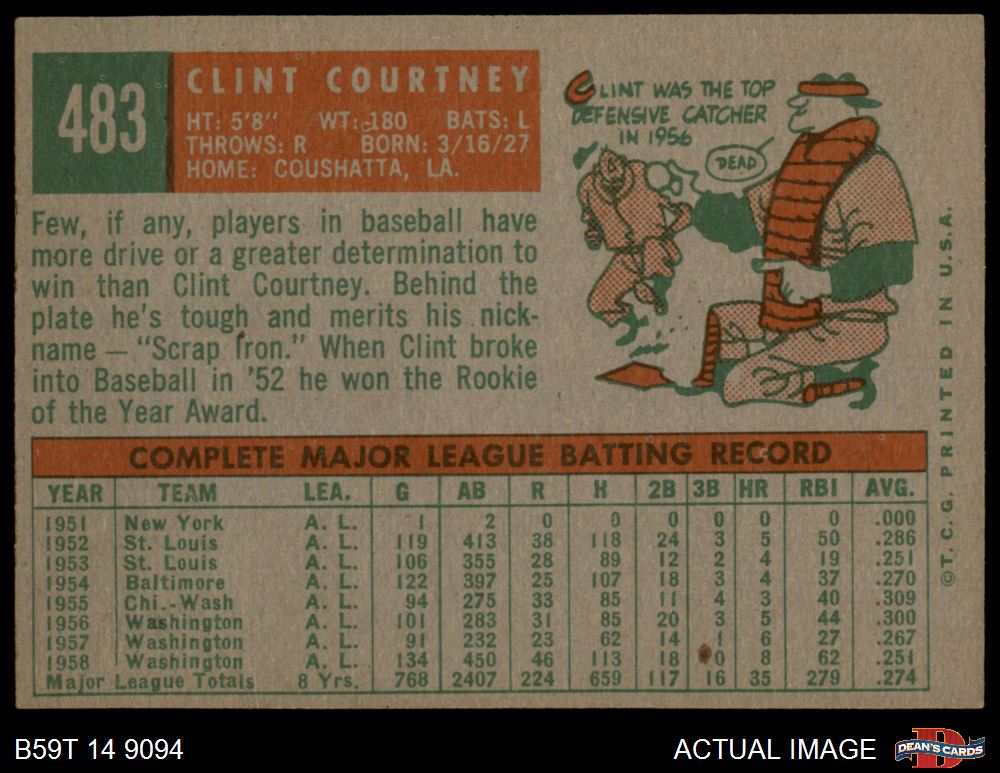 483
CLINT COURTNEY
HT: 5'8" WT: 180 BATS: L
THROWS: R BORN: 3/16/27
HOME: COUSHATTA, LA.
Few, if any, players in baseball have
more drive or a greater determination to
win than Clint Courtney. Behind the
plate he's tough and merits his nick-
name — "Scrap Iron." When Clint broke
into Baseball in '52 he won the Rookie
of the Year Award.
CLINT WAS THE TOP
DEFENSIVE CATCHER
IN 1956
DEAD
COMPLETE MAJOR LEAGUE BATTING RECORD
YEAR TEAM LEA. G AB R H 2B 3B HR RBI AVG.
1951 New York A. L. 1 2 0 0 0 0 0 0 .000
1952 St. Louis A. L. 119 413 38 118 24 3 5 50 .286
1953 St. Louis A. L. 106 355 28 89 12 2 4 19 .251
1954 Baltimore A. L. 122 397 25 107 18 3 4 37 .270
1955 Chi.-Wash A. L. 94 275 33 85 11 4 3 40 .309
1956 Washington A. L. 101 283 31 85 20 3 5 44 .300
1957 Washington A. L. 91 232 23 62 14 1 6 27 .267
1958 Washington A. L. 134 450 46 113 18 0 8 62 .251
Major League Totals 8 Yrs. 768 2407 224 659 117 16 35 279 .274
©T. C. G. PRINTED IN U.S.A.
B59T 14 9094
ACTUAL IMAGE
D
DEAN'S CARDS